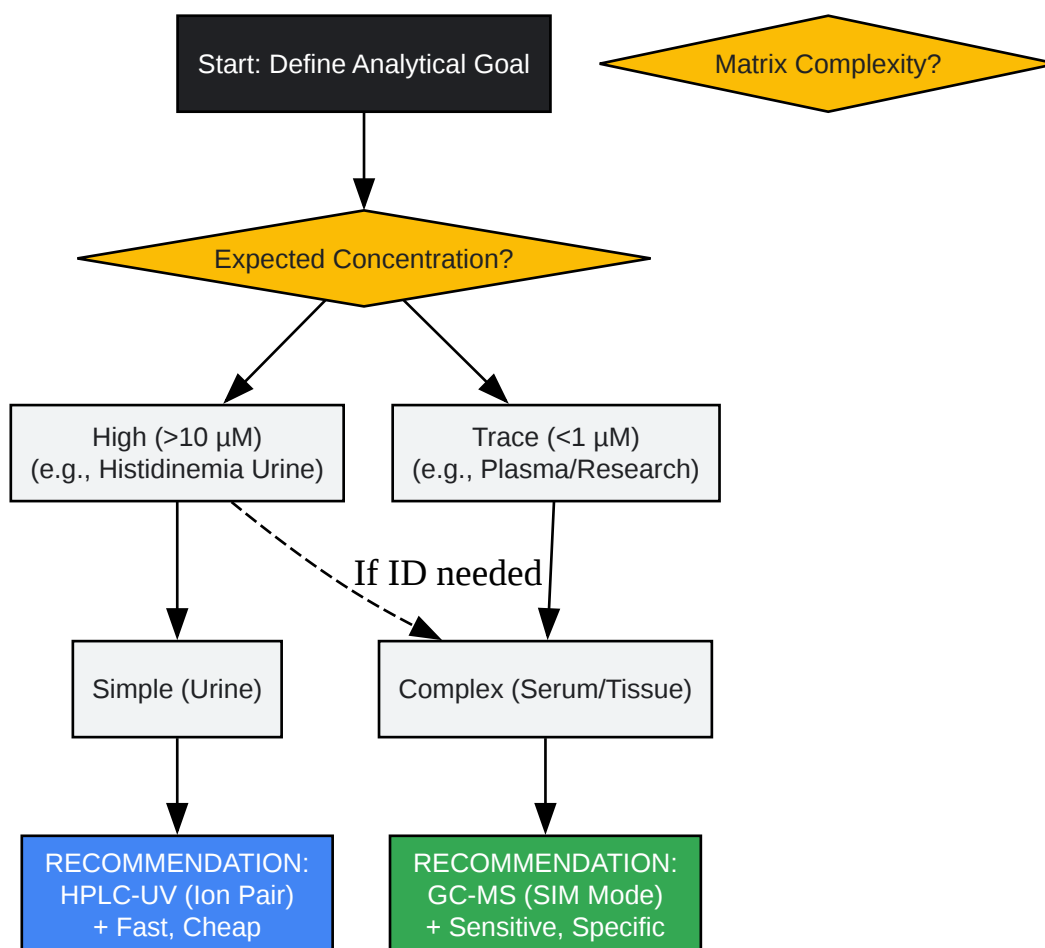 Start: Define Analytical Goal
Matrix Complexity?
Expected Concentration?
High (>10 µM)
(e.g., Histidinemia Urine)
Trace (<1 µM)
(e.g., Plasma/Research)
If ID needed
Simple (Urine)
Complex (Serum/Tissue)
RECOMMENDATION:
HPLC-UV (Ion Pair)
+ Fast, Cheap
RECOMMENDATION:
GC-MS (SIM Mode)
+ Sensitive, Specific